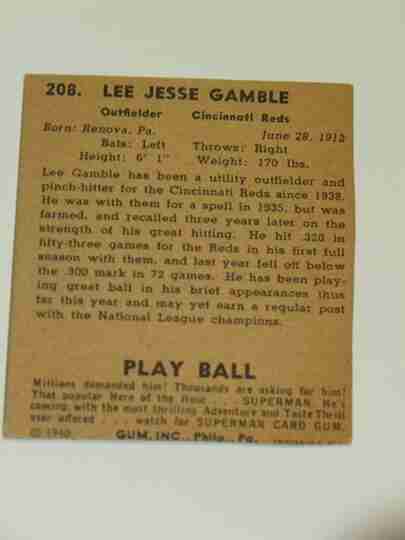 208. LEE JESSE GAMBLE
Outfielder Cincinnati Reds
Born: Renova, Pa. June 28, 1912
Bats: Left Throws: Right
Height: 6' 1" Weight: 170 lbs.
Lee Gamble has been a utility outfielder and
pinch-hitter for the Cincinnati Reds since 1938.
He was with them for a spell in 1935, but was
farmed, and recalled three years later on the
strength of his great hitting. He hit .320 in
fifty-three games for the Reds in his first full
season with them, and last year fell off below
the .300 mark in 72 games. He has been play-
ing great ball in his brief appearances thus
far this year and may yet earn a regular post
with the National League champions.
PLAY BALL
Millions demanded him! Thousands are asking for him!
That popular Hero of the Hour . . . SUPERMAN. He's
coming with the most thrilling Adventure and Taste Thrill
ever offered . . . watch for SUPERMAN CARD GUM.
© 1940 GUM, INC., Phila., Pa.